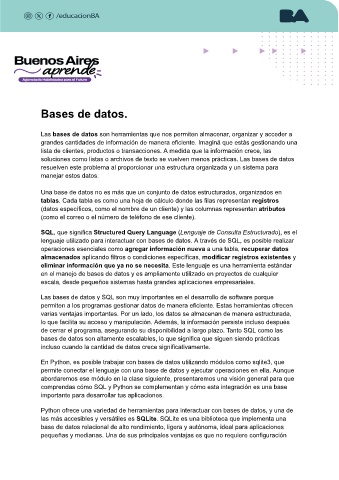 /educacionBA
BA
Buenos Aires
aprende
Bases de datos.
Las bases de datos son herramientas que nos permiten almacenar, organizar y acceder a
grandes cantidades de información de manera eficiente. Imaginá que estás gestionando una
lista de clientes, productos o transacciones. A medida que la información crece, las
soluciones como listas o archivos de texto se vuelven menos prácticas. Las bases de datos
resuelven este problema al proporcionar una estructura organizada y un sistema para
manejar estos datos.
Una base de datos no es más que un conjunto de datos estructurados, organizados en
tablas. Cada tabla es como una hoja de cálculo donde las filas representan registros
(datos específicos, como el nombre de un cliente) y las columnas representan atributos
(como el correo o el número de teléfono de ese cliente).
SQL, que significa Structured Query Language (Lenguaje de Consulta Estructurado), es el
lenguaje utilizado para interactuar con bases de datos. A través de SQL, es posible realizar
operaciones esenciales como agregar información nueva a una tabla, recuperar datos
almacenados aplicando filtros o condiciones específicas, modificar registros existentes y
eliminar información que ya no se necesita. Este lenguaje es una herramienta estándar
en el manejo de bases de datos y es ampliamente utilizado en proyectos de cualquier
escala, desde pequeños sistemas hasta grandes aplicaciones empresariales.
Las bases de datos y SQL son muy importantes en el desarrollo de software porque
permiten a los programas gestionar datos de manera eficiente. Estas herramientas ofrecen
varias ventajas importantes. Por un lado, los datos se almacenan de manera estructurada,
lo que facilita su acceso y manipulación. Además, la información persiste incluso después
de cerrar el programa, asegurando su disponibilidad a largo plazo. Tanto SQL como las
bases de datos son altamente escalables, lo que significa que siguen siendo prácticas
incluso cuando la cantidad de datos crece significativamente.
En Python, es posible trabajar con bases de datos utilizando módulos como sqlite3, que
permite conectar el lenguaje con una base de datos y ejecutar operaciones en ella. Aunque
abordaremos ese módulo en la clase siguiente, presentaremos una visión general para que
comprendas cómo SQL y Python se complementan y cómo esta integración es una base
importante para desarrollar tus aplicaciones.
Python ofrece una variedad de herramientas para interactuar con bases de datos, y una de
las más accesibles y versátiles es SQLite. SQLite es una biblioteca que implementa una
base de datos relacional de alto rendimiento, ligera y autónoma, ideal para aplicaciones
pequeñas y medianas. Una de sus principales ventajas es que no requiere configuración